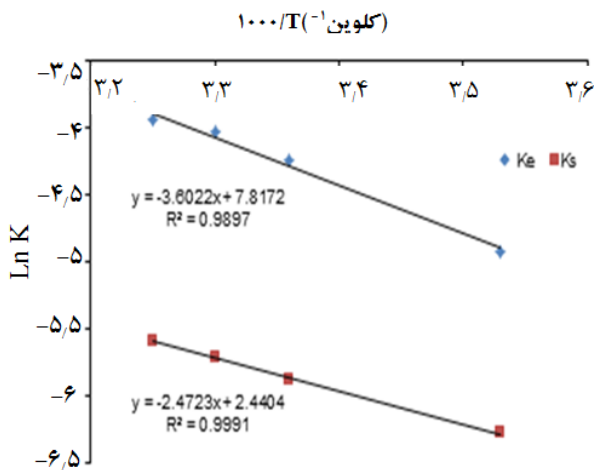 ۱۰۰۰/T(کلوین⁻¹)
−۳٫۵
۳٫۲ ۳٫۳ ۳٫۴ ۳٫۵ ۳٫۶
−۴
Ke Ks
−۴٫۵
y = -3.6022x+ 7.8172
R² = 0.9897
Ln K
−۵
−۵٫۵
−۶
y = -2.4723x+ 2.4404
R² = 0.9991
−۶٫۵